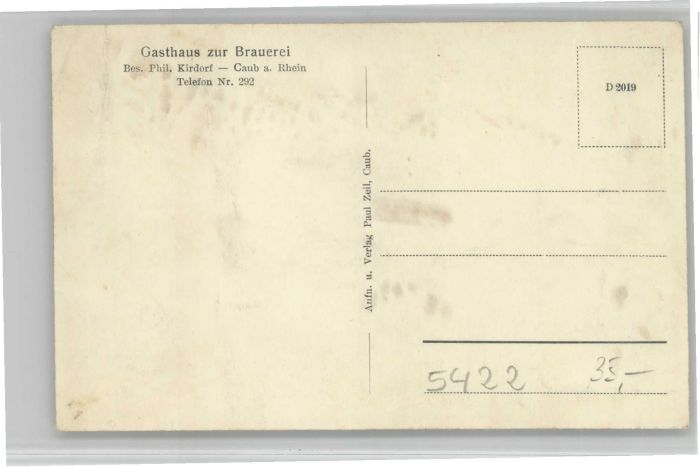 Gasthaus zur Brauerei
Bes. Phil. Kirdorf — Caub a. Rhein
Telefon Nr. 292
Aufn. u. Verlag Paul Zeil, Caub.
D 2019
5422
35,—